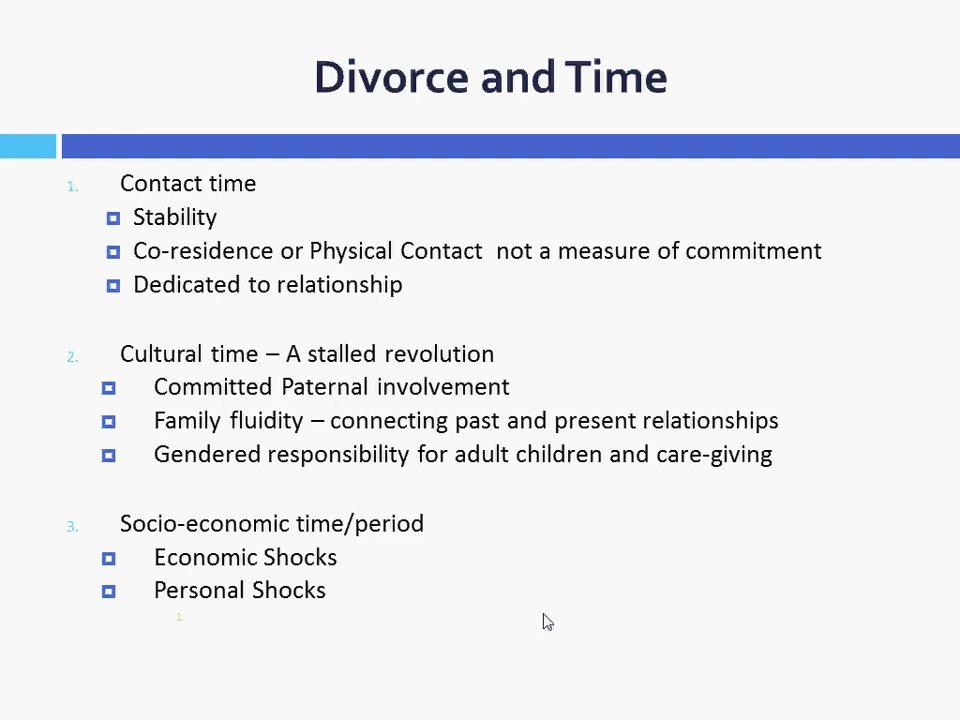 Divorce and Time
1. Contact time
Stability
Co-residence or Physical Contact not a measure of commitment
Dedicated to relationship
2. Cultural time – A stalled revolution
Committed Paternal involvement
Family fluidity – connecting past and present relationships
Gendered responsibility for adult children and care-giving
3. Socio-economic time/period
Economic Shocks
Personal Shocks
1.